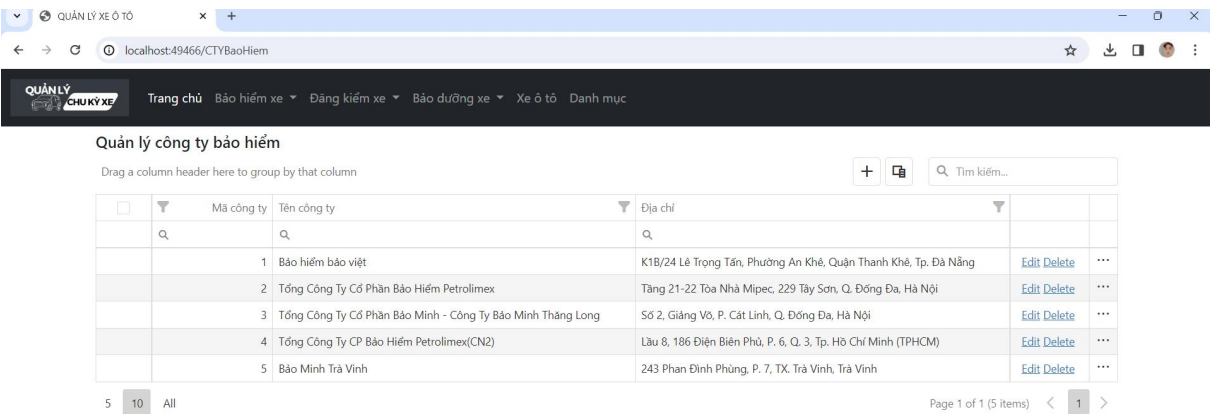 QUẢN LÝ XE Ô TÔ
localhost:49466/CTYBaoHiem
QUẢN LÝ
CHU KỲ XE
Trang chủ Bảo hiểm xe Đăng kiểm xe Bảo dưỡng xe Xe ô tô Danh mục
Quản lý công ty bảo hiểm
Drag a column header here to group by that column Tìm kiếm...
Mã công ty Tên công ty Địa chỉ
1 Bảo hiểm bảo việt K1B/24 Lê Trọng Tấn, Phường An Khê, Quận Thanh Khê, Tp. Đà Nẵng Edit Delete
2 Tổng Công Ty Cổ Phần Bảo Hiểm Petrolimex Tầng 21-22 Tòa Nhà Mipec, 229 Tây Sơn, Q. Đống Đa, Hà Nội Edit Delete
3 Tổng Công Ty Cổ Phần Bảo Minh - Công Ty Bảo Minh Thăng Long Số 2, Giảng Võ, P. Cát Linh, Q. Đống Đa, Hà Nội Edit Delete
4 Tổng Công Ty CP Bảo Hiểm Petrolimex(CN2) Lầu 8, 186 Điện Biên Phủ, P. 6, Q. 3, Tp. Hồ Chí Minh (TPHCM) Edit Delete
5 Bảo Minh Trà Vinh 243 Phan Đình Phùng, P. 7, TX. Trà Vinh, Trà Vinh Edit Delete
5 10 All Page 1 of 1 (5 items) 1